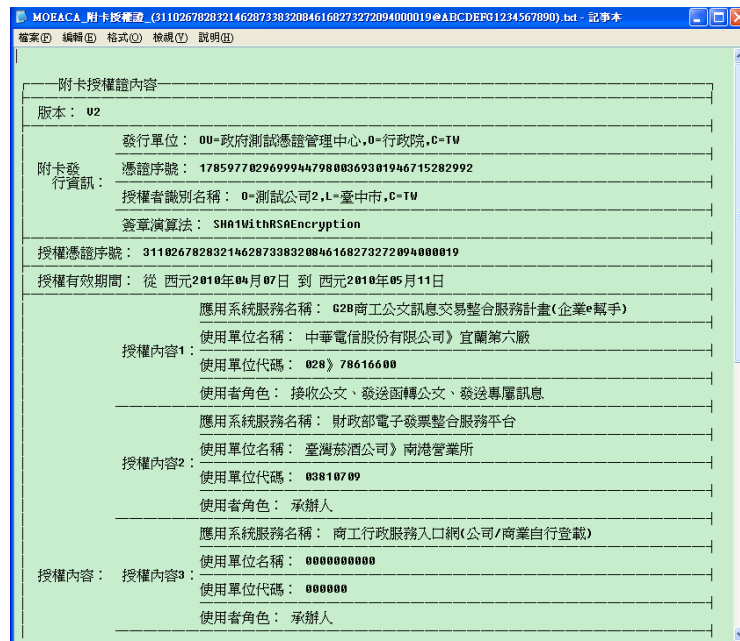 MOEACA_附卡授權證_(311026782832146287338320846168273272094000019@ABCDEFG1234567890).txt - 記事本
檔案(F) 編輯(E) 格式(O) 檢視(V) 說明(H)
附卡授權證內容
版本： V2
附卡發行資訊：
發行單位： OU=政府測試憑證管理中心,O=行政院,C=TW
憑證序號： 178597702969994479800369301946715282992
授權者識別名稱： O=測試公司2,L=臺中市,C=TW
簽章演算法： SHA1WithRSAEncryption
授權憑證序號： 311026782832146287338320846168273272094000019
授權有效期間： 從 西元2010年04月07日 到 西元2010年05月11日
授權內容：
授權內容1：
應用系統服務名稱： G2B商工公文訊息交易整合服務計畫(企業e幫手)
使用單位名稱： 中華電信股份有限公司》宜蘭第六廠
使用單位代碼： 028》78616600
使用者角色： 接收公文、發送函轉公文、發送專屬訊息
授權內容2：
應用系統服務名稱： 財政部電子發票整合服務平台
使用單位名稱： 臺灣菸酒公司》南港營業所
使用單位代碼： 03810709
使用者角色： 承辦人
授權內容3：
應用系統服務名稱： 商工行政服務入口網(公司/商業自行登載)
使用單位名稱： 0000000000
使用單位代碼： 000000
使用者角色： 承辦人